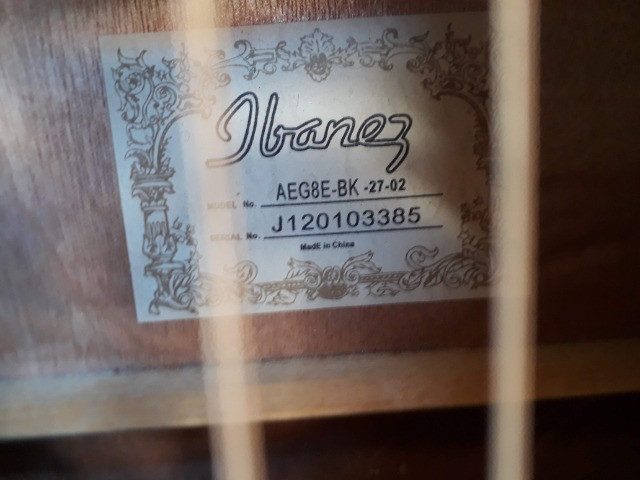 Ibanez
MODEL No. AEG8E-BK -27-02
SERIAL No. J120103385
Made in China